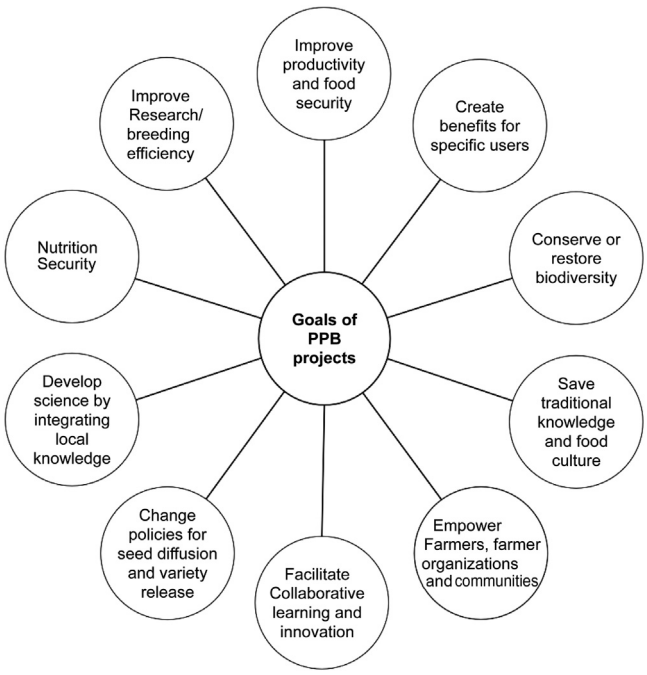 Improve
productivity
and food
security
Create
benefits for
specific users
Conserve or
restore
biodiversity
Save
traditional
knowledge
and food
culture
Empower
Farmers, farmer
organizations
and communities
Facilitate
Collaborative
learning and
innovation
Change
policies for
seed diffusion
and variety
release
Develop
science by
integrating
local
knowledge
Nutrition
Security
Improve
Research/
breeding
efficiency
Goals of
PPB
projects